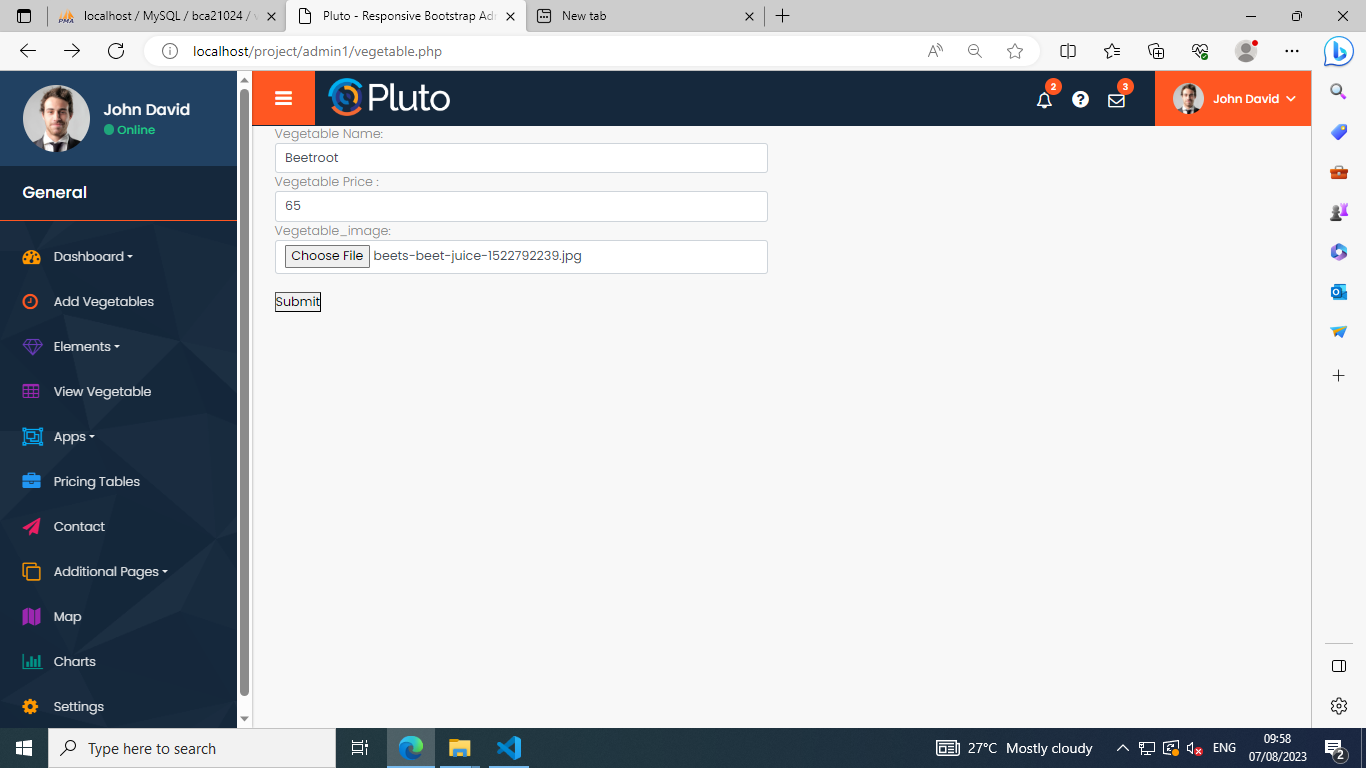 localhost / MySQL / bca21024 / v
Pluto - Responsive Bootstrap Adm
New tab
localhost/project/admin1/vegetable.php
John David
Online
General
Dashboard
Add Vegetables
Elements
View Vegetable
Apps
Pricing Tables
Contact
Additional Pages
Map
Charts
Settings
Pluto
2
3
John David
Vegetable Name:
Beetroot
Vegetable Price :
65
Vegetable_image:
Choose File beets-beet-juice-1522792239.jpg
Submit
Type here to search
27°C Mostly cloudy
ENG
09:58
07/08/2023
2